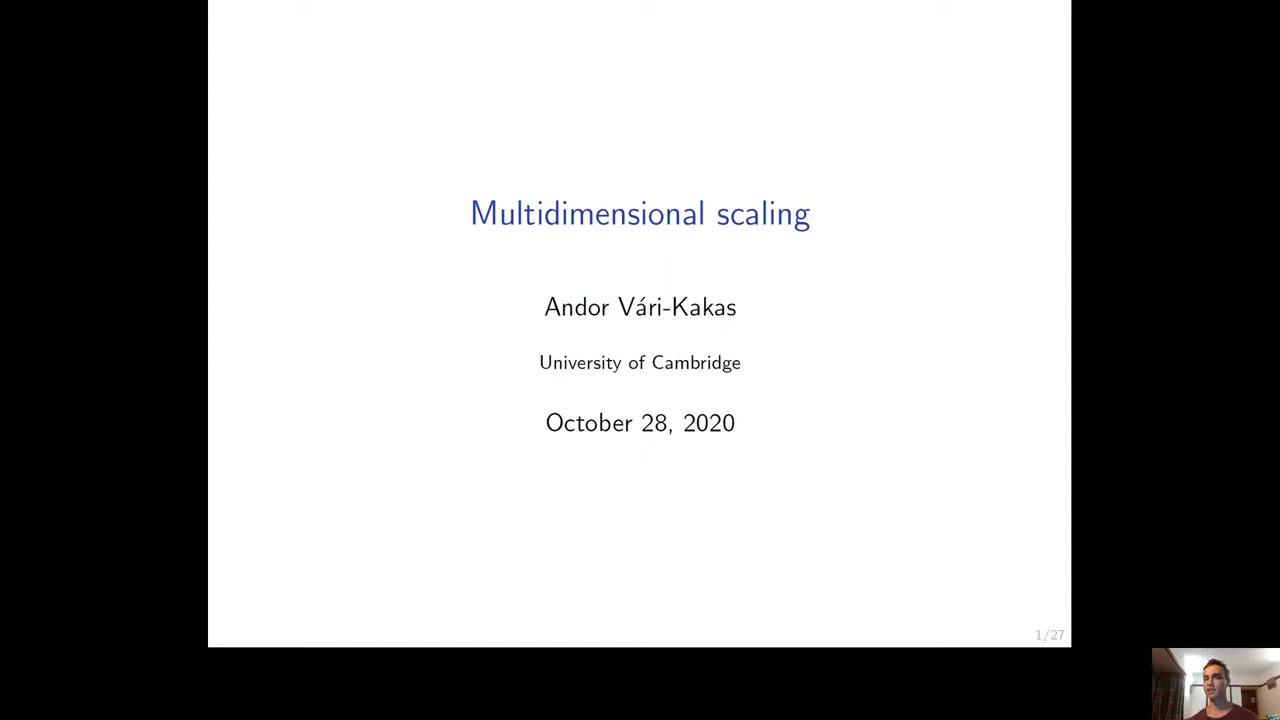 Multidimensional scaling
Andor Vári-Kakas
University of Cambridge
October 28, 2020
1/27